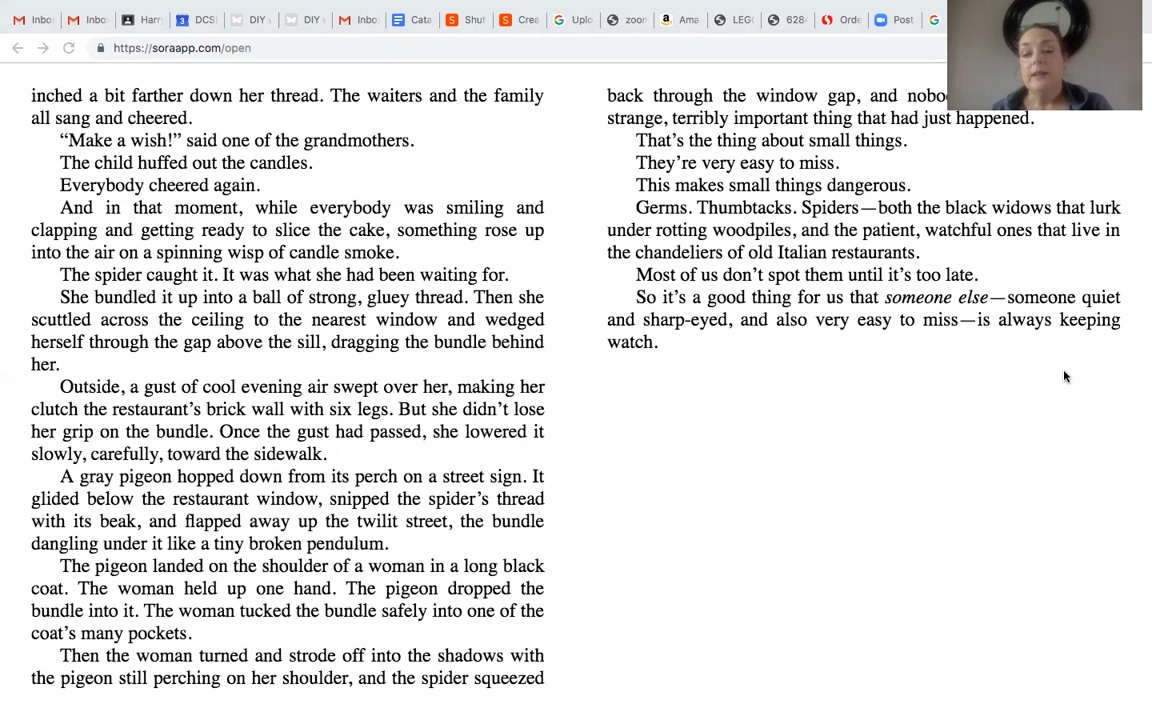 Inbo
Inbo
Harr
DCS
DIY v
DIY v
Inbo
Cata
Shut
Crea
Uplo
zoor
Ama
LEG(
628
Orde
Post
https://soraapp.com/open
inched a bit farther down her thread. The waiters and the family
all sang and cheered.
“Make a wish!” said one of the grandmothers.
The child huffed out the candles.
Everybody cheered again.
And in that moment, while everybody was smiling and
clapping and getting ready to slice the cake, something rose up
into the air on a spinning wisp of candle smoke.
The spider caught it. It was what she had been waiting for.
She bundled it up into a ball of strong, gluey thread. Then she
scuttled across the ceiling to the nearest window and wedged
herself through the gap above the sill, dragging the bundle behind
her.
Outside, a gust of cool evening air swept over her, making her
clutch the restaurant’s brick wall with six legs. But she didn’t lose
her grip on the bundle. Once the gust had passed, she lowered it
slowly, carefully, toward the sidewalk.
A gray pigeon hopped down from its perch on a street sign. It
glided below the restaurant window, snipped the spider’s thread
with its beak, and flapped away up the twilit street, the bundle
dangling under it like a tiny broken pendulum.
The pigeon landed on the shoulder of a woman in a long black
coat. The woman held up one hand. The pigeon dropped the
bundle into it. The woman tucked the bundle safely into one of the
coat’s many pockets.
Then the woman turned and strode off into the shadows with
the pigeon still perching on her shoulder, and the spider squeezed
back through the window gap, and
strange, terribly important thing that had just happened.
That’s the thing about small things.
They’re very easy to miss.
This makes small things dangerous.
Germs. Thumbtacks. Spiders—both the black widows that lurk
under rotting woodpiles, and the patient, watchful ones that live in
the chandeliers of old Italian restaurants.
Most of us don’t spot them until it’s too late.
So it’s a good thing for us that someone else—someone quiet
and sharp-eyed, and also very easy to miss—is always keeping
watch.